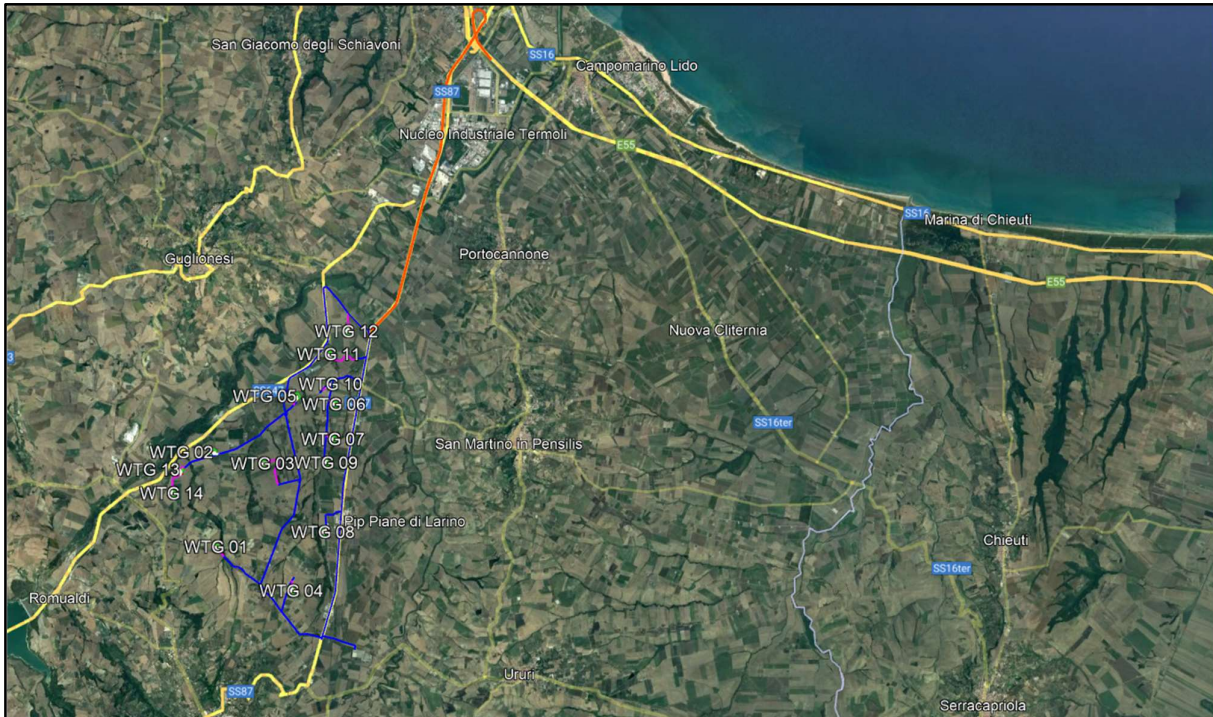 San Giacomo degli Schiavoni
SS16
Campomarino Lido
SS87
Nucleo Industriale Termoli
E55
SS16
Marina di Chieuti
Guglionesi
Portocannone
E55
WTG 12
Nuova Cliternia
3
WTG 11
WTG 10
WTG 05
WTG 06
SS16ter
WTG 07
San Martino in Pensilis
WTG 02
WTG 03
WTG 09
WTG 13
WTG 14
Pip Piane di Larino
WTG 08
Chieuti
WTG 01
SS16ter
WTG 04
Romualdi
Ururi
SS87
Serracapriola